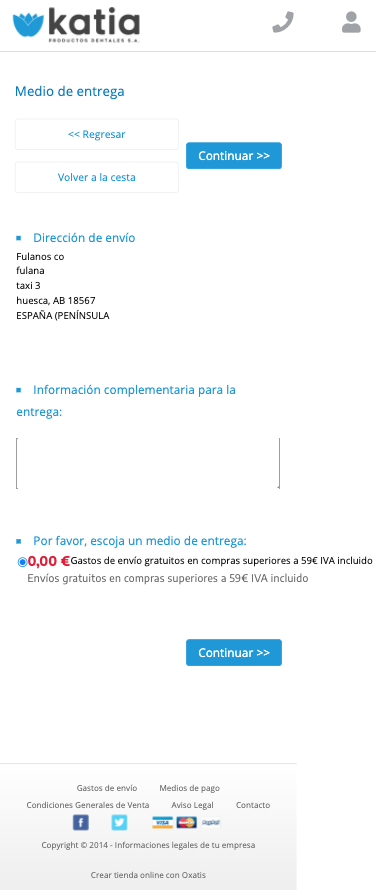 katia
PRODUCTOS DENTALES S.A.
Medio de entrega
<< Regresar
Continuar >>
Volver a la cesta
Dirección de envío
Fulanos co
fulana
taxi 3
huesca, AB 18567
ESPAÑA (PENÍNSULA
Información complementaria para la
entrega:
Por favor, escoja un medio de entrega:
0,00 € Gastos de envío gratuitos en compras superiores a 59€ IVA incluido
Envíos gratuitos en compras superiores a 59€ IVA incluido
Continuar >>
Gastos de envío Medios de pago
Condiciones Generales de Venta Aviso Legal Contacto
VISA MasterCard PayPal
Copyright © 2014 - Informaciones legales de tu empresa
Crear tienda online con Oxatis